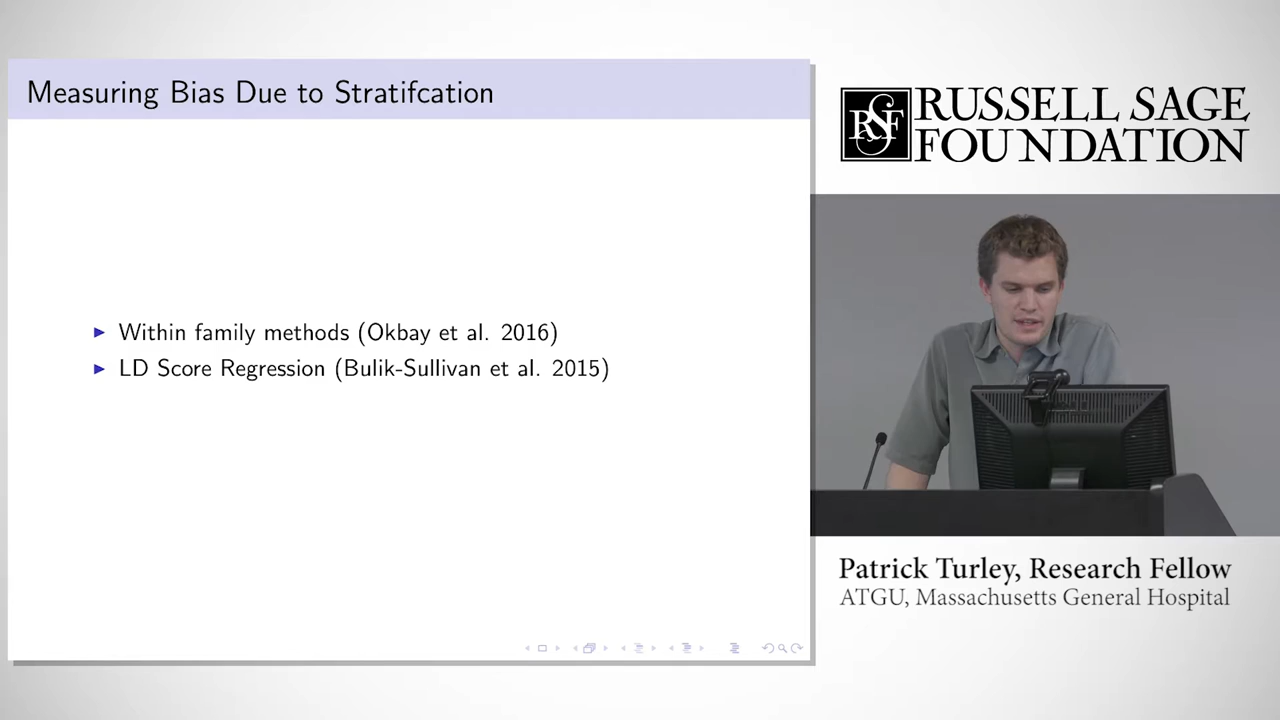 Measuring Bias Due to Stratifcation
Within family methods (Okbay et al. 2016)
LD Score Regression (Bulik-Sullivan et al. 2015)
RSF
RUSSELL SAGE
FOUNDATION
Patrick Turley, Research Fellow
ATGU, Massachusetts General Hospital